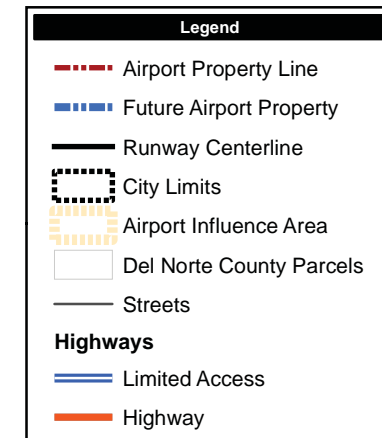 Legend
Airport Property Line
Future Airport Property
Runway Centerline
City Limits
Airport Influence Area
Del Norte County Parcels
Streets
Highways
Limited Access
Highway